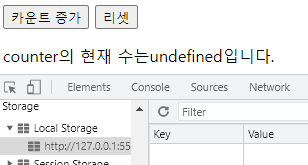 카운트 증가 리셋
counter의 현재 수는undefined입니다.
Elements Console Sources
Storage Filter
Local Storage Key Value
http://127.0.0.1:55
Session Storage